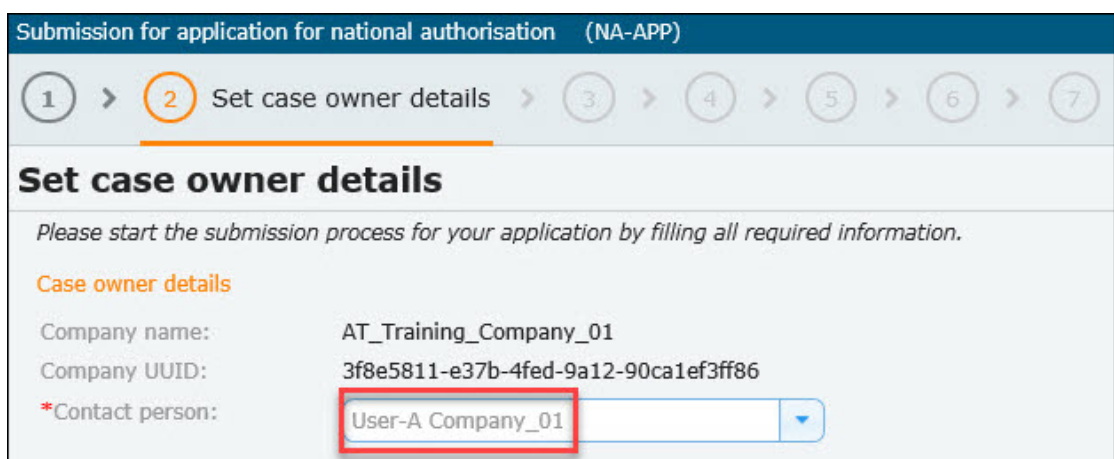 Submission for application for national authorisation (NA-APP)
1 > 2 Set case owner details > 3 > 4 > 5 > 6 > 7
Set case owner details
Please start the submission process for your application by filling all required information.
Case owner details
Company name: AT_Training_Company_01
Company UUID: 3f8e5811-e37b-4fed-9a12-90ca1ef3ff86
*Contact person: User-A Company_01